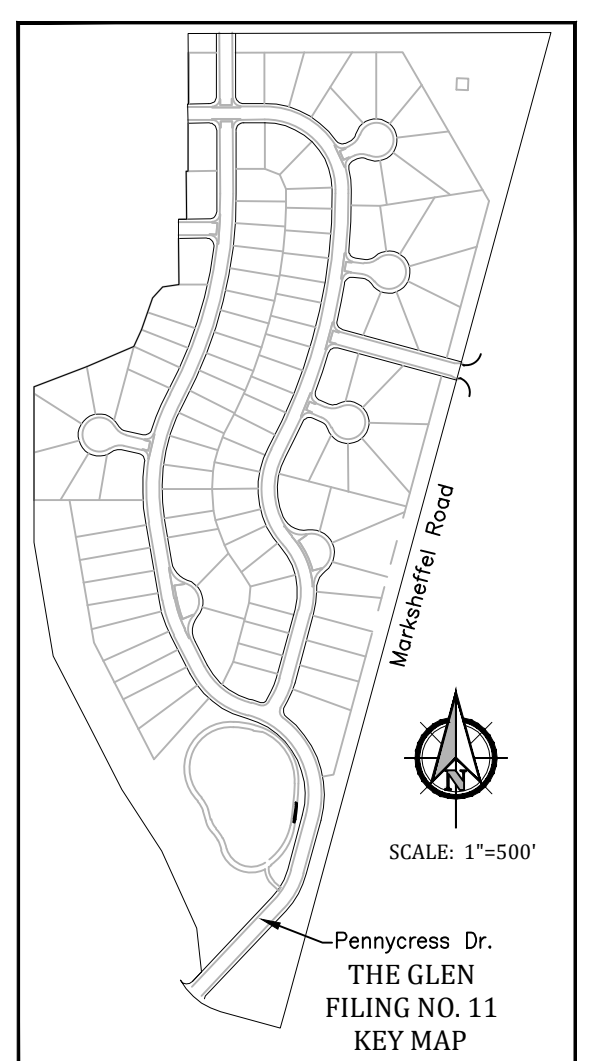 Marksheffel Road
N
SCALE: 1"=500'
Pennycress Dr.
THE GLEN
FILING NO. 11
KEY MAP